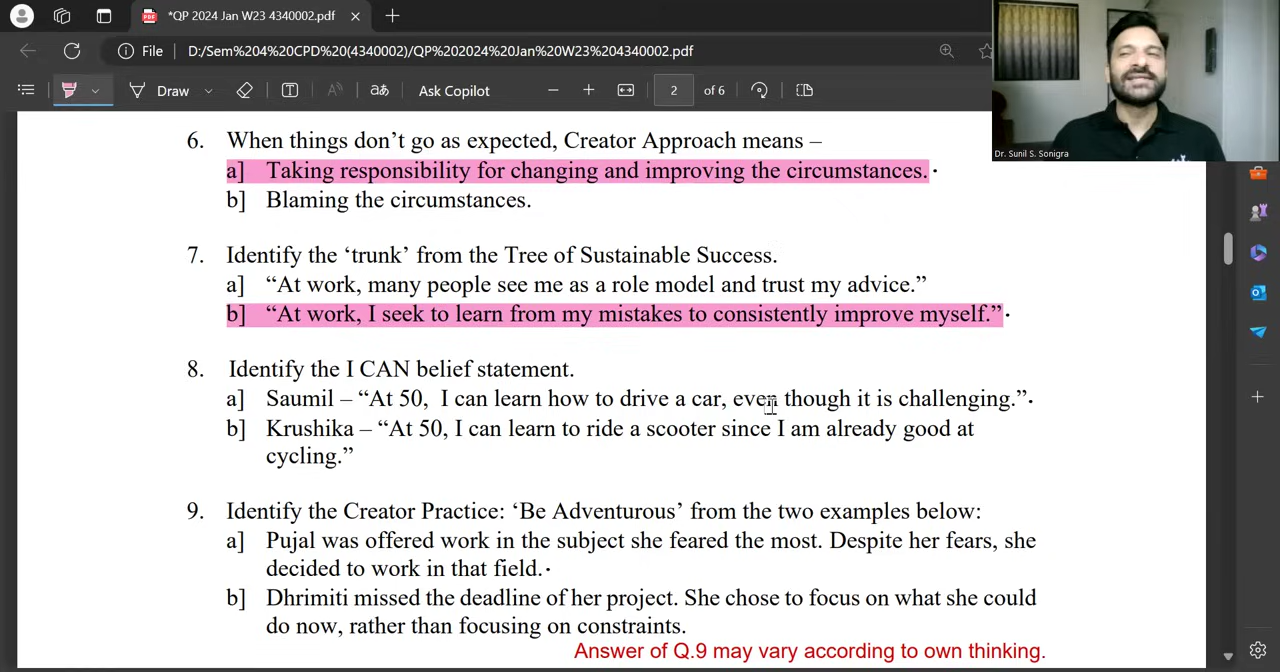 *QP 2024 Jan W23 4340002.pdf
File D:/Sem%204%20CPD%20(4340002)/QP%202024%20Jan%20W23%204340002.pdf
Draw aあ Ask Copilot 2 of 6
Dr. Sunil S. Sonigra
6. When things don’t go as expected, Creator Approach means –
a] Taking responsibility for changing and improving the circumstances.
b] Blaming the circumstances.
7. Identify the ‘trunk’ from the Tree of Sustainable Success.
a] “At work, many people see me as a role model and trust my advice.”
b] “At work, I seek to learn from my mistakes to consistently improve myself.”
8. Identify the I CAN belief statement.
a] Saumil – “At 50, I can learn how to drive a car, even though it is challenging.”
b] Krushika – “At 50, I can learn to ride a scooter since I am already good at
cycling.”
9. Identify the Creator Practice: ‘Be Adventurous’ from the two examples below:
a] Pujal was offered work in the subject she feared the most. Despite her fears, she
decided to work in that field.
b] Dhrimiti missed the deadline of her project. She chose to focus on what she could
do now, rather than focusing on constraints.
Answer of Q.9 may vary according to own thinking.